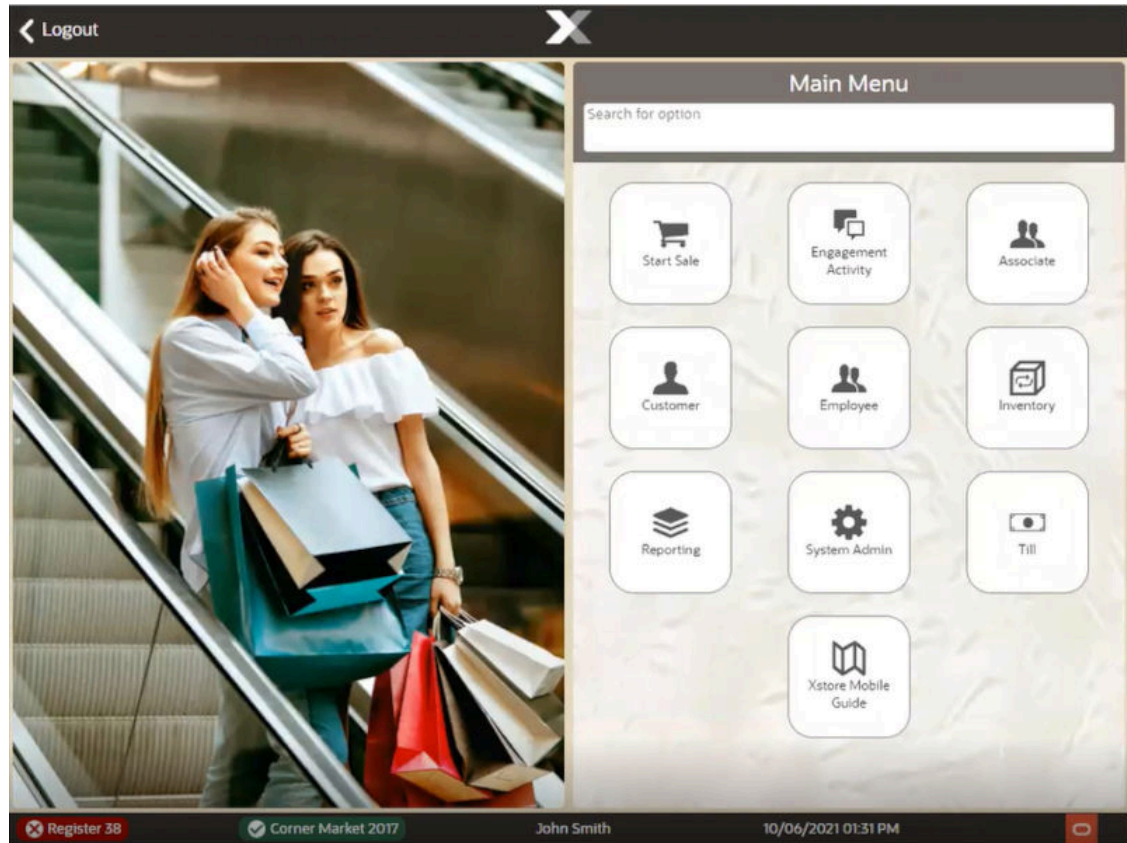 Logout
Main Menu
Search for option
Start Sale
Engagement
Activity
Associate
Customer
Employee
Inventory
Reporting
System Admin
Till
Xstore Mobile
Guide
Register 38
Corner Market 2017
John Smith
10/06/2021 01:31 PM